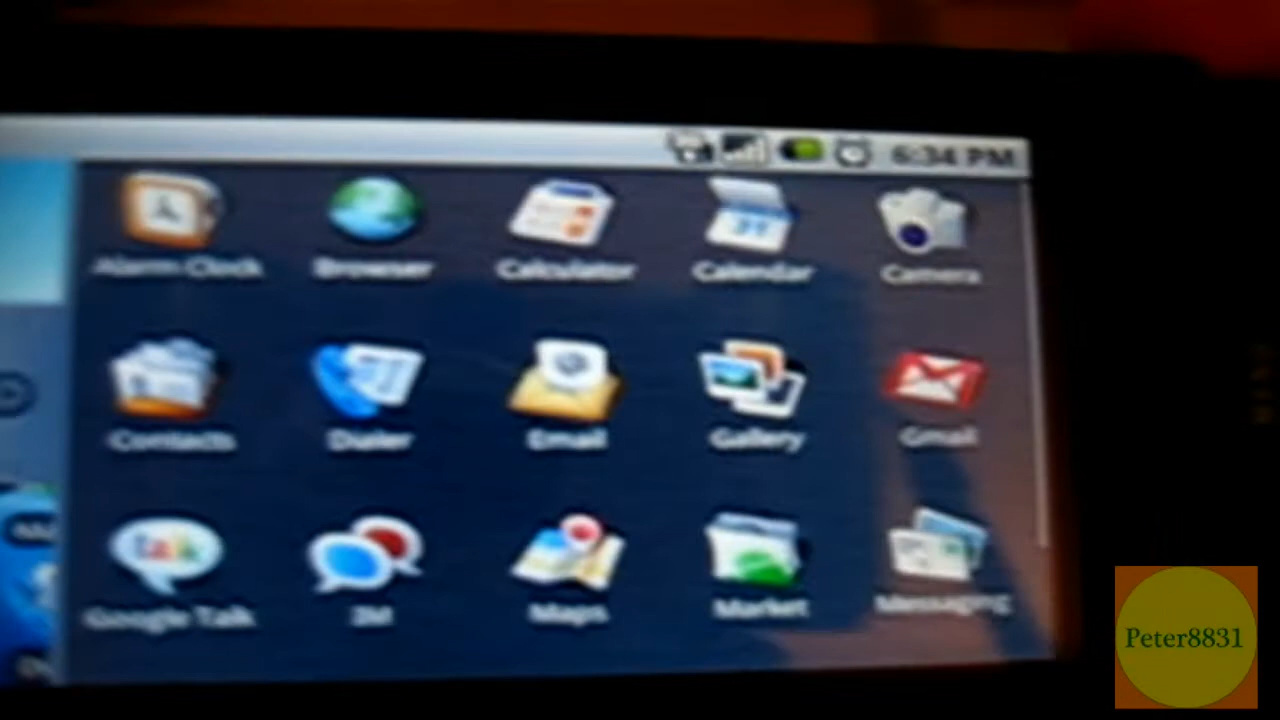 6:34 PM
Alarm Clock Browser Calculator Calendar Camera
Contacts Dialer Email Gallery Gmail
talk
Google Talk IM Maps Market Messaging
Peter8831